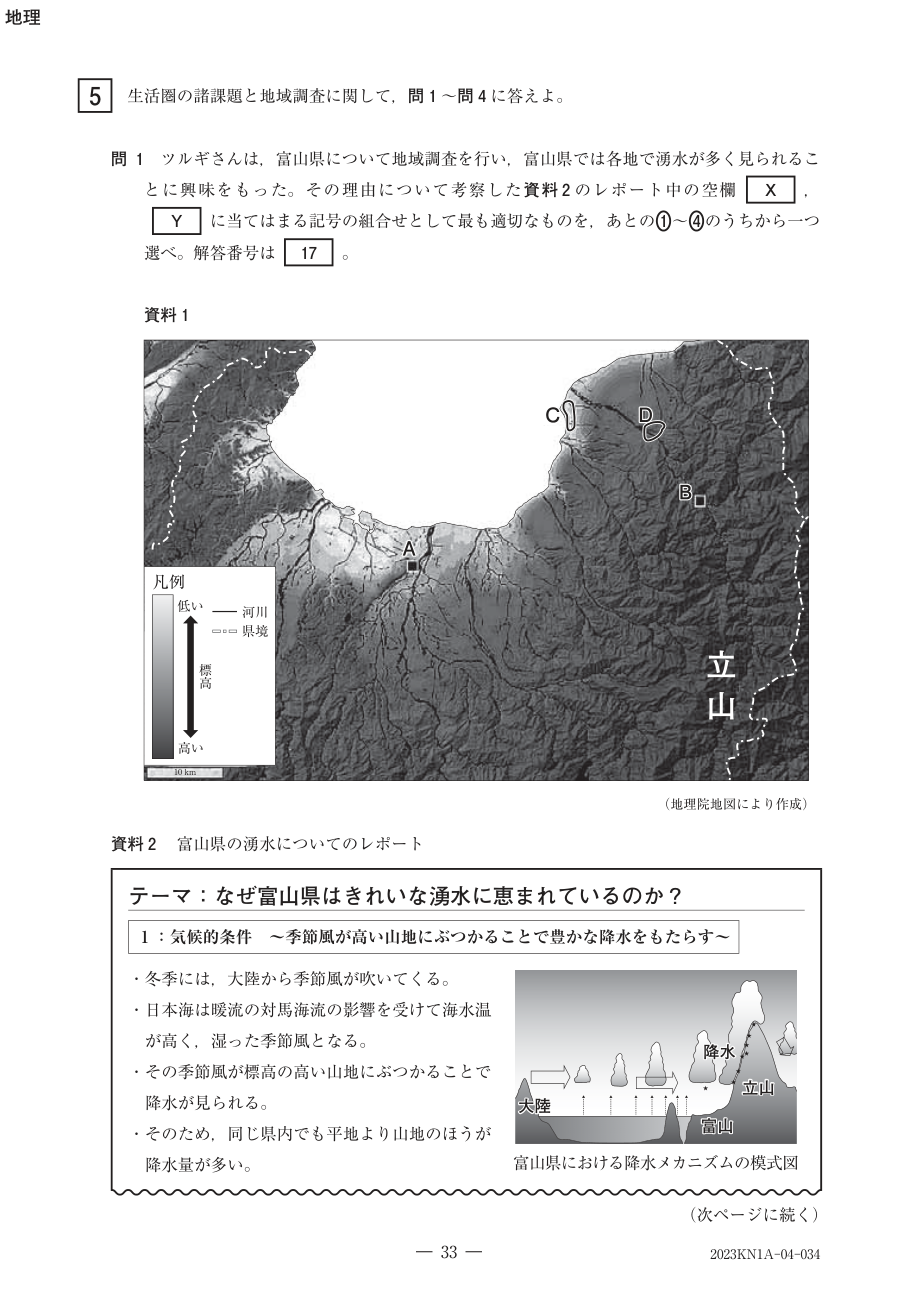 地理
5 生活圏の諸課題と地域調査に関して，問1～問4に答えよ。
問1 ツルギさんは，富山県について地域調査を行い，富山県では各地で湧水が多く見られるこ
とに興味をもった。その理由について考察した資料2のレポート中の空欄 X ，
Y に当てはまる記号の組合せとして最も適切なものを，あとの①～④のうちから一つ
選べ。解答番号は 17 。
資料1
C
D
B
A
立山
凡例
低い
標高
高い
河川
県境
10 km
（地理院地図により作成）
資料2 富山県の湧水についてのレポート
テーマ：なぜ富山県はきれいな湧水に恵まれているのか？
1：気候的条件 ～季節風が高い山地にぶつかることで豊かな降水をもたらす～
・冬季には，大陸から季節風が吹いてくる。
・日本海は暖流の対馬海流の影響を受けて海水温
が高く，湿った季節風となる。
・その季節風が標高の高い山地にぶつかることで
降水が見られる。
・そのため，同じ県内でも平地より山地のほうが
降水量が多い。
降水
立山
大陸
富山
富山県における降水メカニズムの模式図
（次ページに続く）
― 33 ―
2023KN1A-04-034